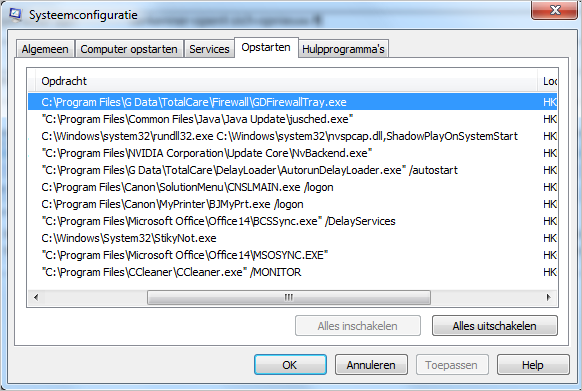 Systeemconfiguratie
Algemeen Computer opstarten Services Opstarten Hulpprogramma's
Opdracht Loc
C:\Program Files\G Data\TotalCare\Firewall\GDFirewallTray.exe HK
"C:\Program Files\Common Files\Java\Java Update\jusched.exe" HK
C:\Windows\system32\rundll32.exe C:\Windows\system32\nvspcap.dll,ShadowPlayOnSystemStart HK
"C:\Program Files\NVIDIA Corporation\Update Core\NvBackend.exe" HK
"C:\Program Files\G Data\TotalCare\DelayLoader\AutorunDelayLoader.exe" /autostart HK
C:\Program Files\Canon\SolutionMenu\CNSLMAIN.exe /logon HK
C:\Program Files\Canon\MyPrinter\BJMyPrt.exe /logon HK
"C:\Program Files\Microsoft Office\Office14\BCSSync.exe" /DelayServices HK
C:\Windows\System32\StikyNot.exe HK
"C:\Program Files\Microsoft Office\Office14\MSOSYNC.EXE" HK
"C:\Program Files\CCleaner\CCleaner.exe" /MONITOR HK
Alles inschakelen Alles uitschakelen
OK Annuleren Toepassen Help